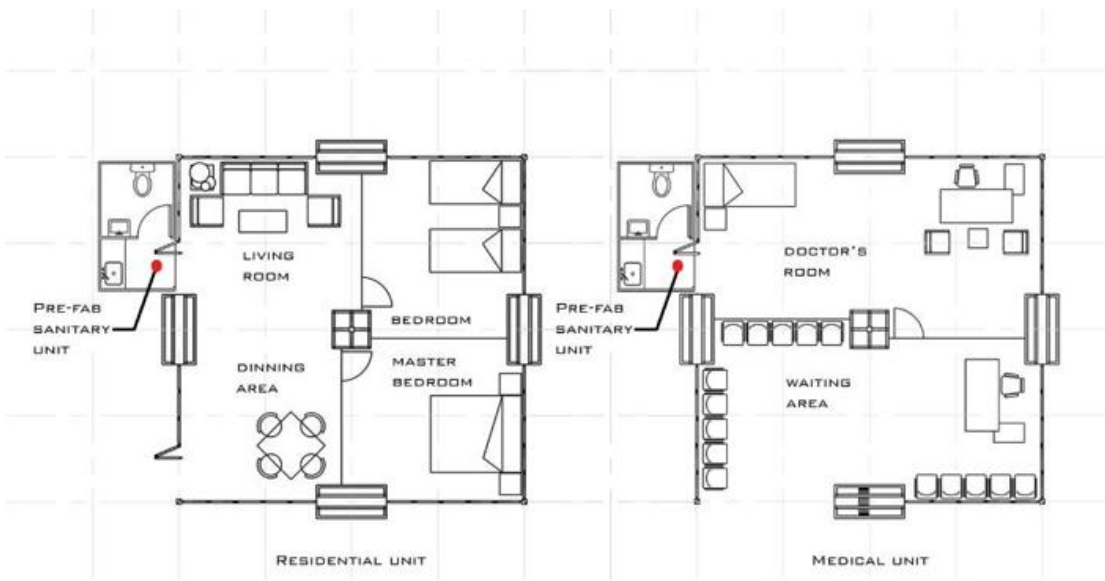 LIVING
ROOM
PRE-FAB
SANITARY
UNIT
BEDROOM
DINNING
AREA
MASTER
BEDROOM
RESIDENTIAL UNIT
DOCTOR'S
ROOM
PRE-FAB
SANITARY
UNIT
WAITING
AREA
MEDICAL UNIT